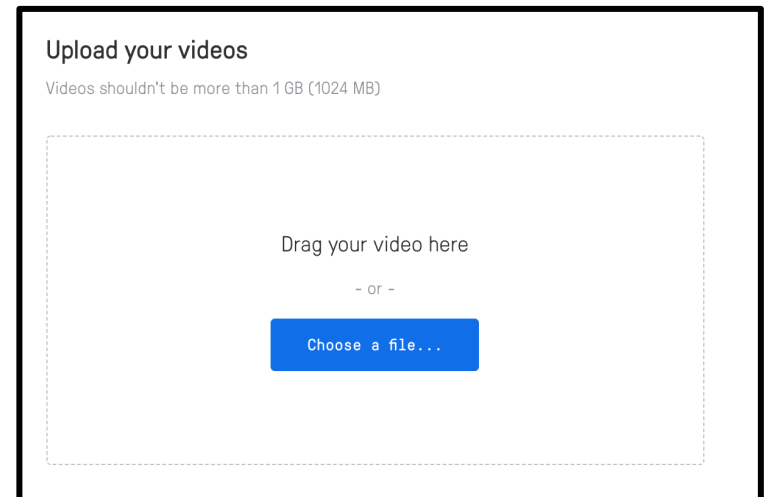 Upload your videos
Videos shouldn't be more than 1 GB (1024 MB)
Drag your video here
- or -
Choose a file...